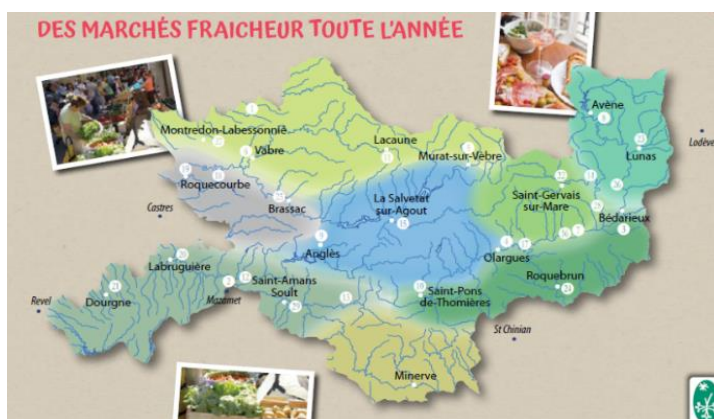 DES MARCHÉS FRAICHEUR TOUTE L'ANNÉE
Avène
Montredon-Labessonnié
Lacaune
Vabre
Murat-sur-Vèbre
Lunas
Lodève
Roquecourbe
La Salvetat
sur-Agout
Saint-Gervais
sur-Mare
Brassac
Castres
Bédarieux
Anglès
Olargues
Labruguière
Saint-Amans
Soult
Roquebrun
Saint-Pons
de-Thomières
Dourgne
Mazamet
Revel
St Chinian
Minerve